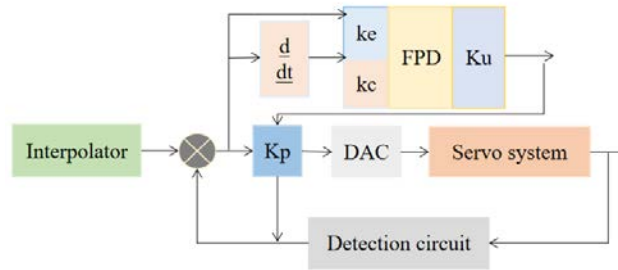 d
dt
ke
kc
FPD
Ku
Interpolator
Kp
DAC
Servo system
Detection circuit